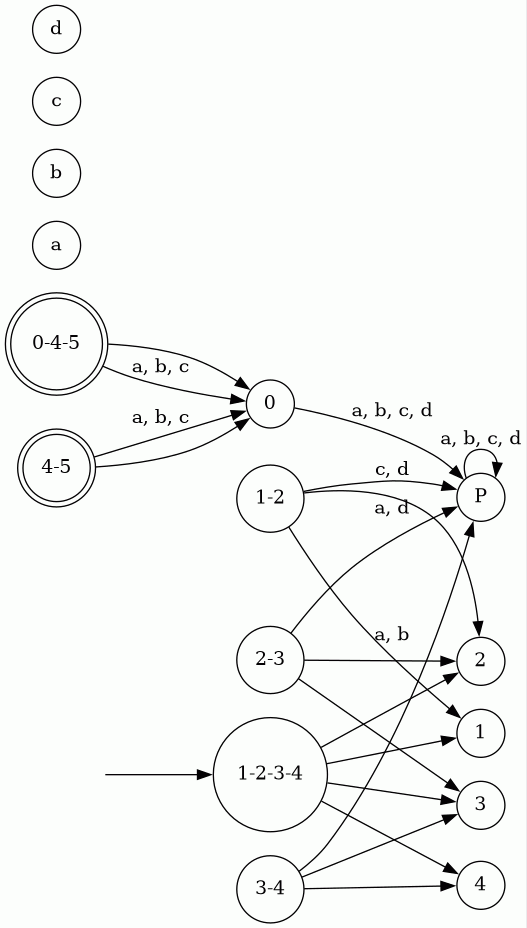 d
c
b
a
0-4-5
a, b, c
4-5
a, b, c
0
a, b, c, d
a, b, c, d
P
1-2
c, d
a, d
a, b
2-3
2
1
1-2-3-4
3
3-4
4